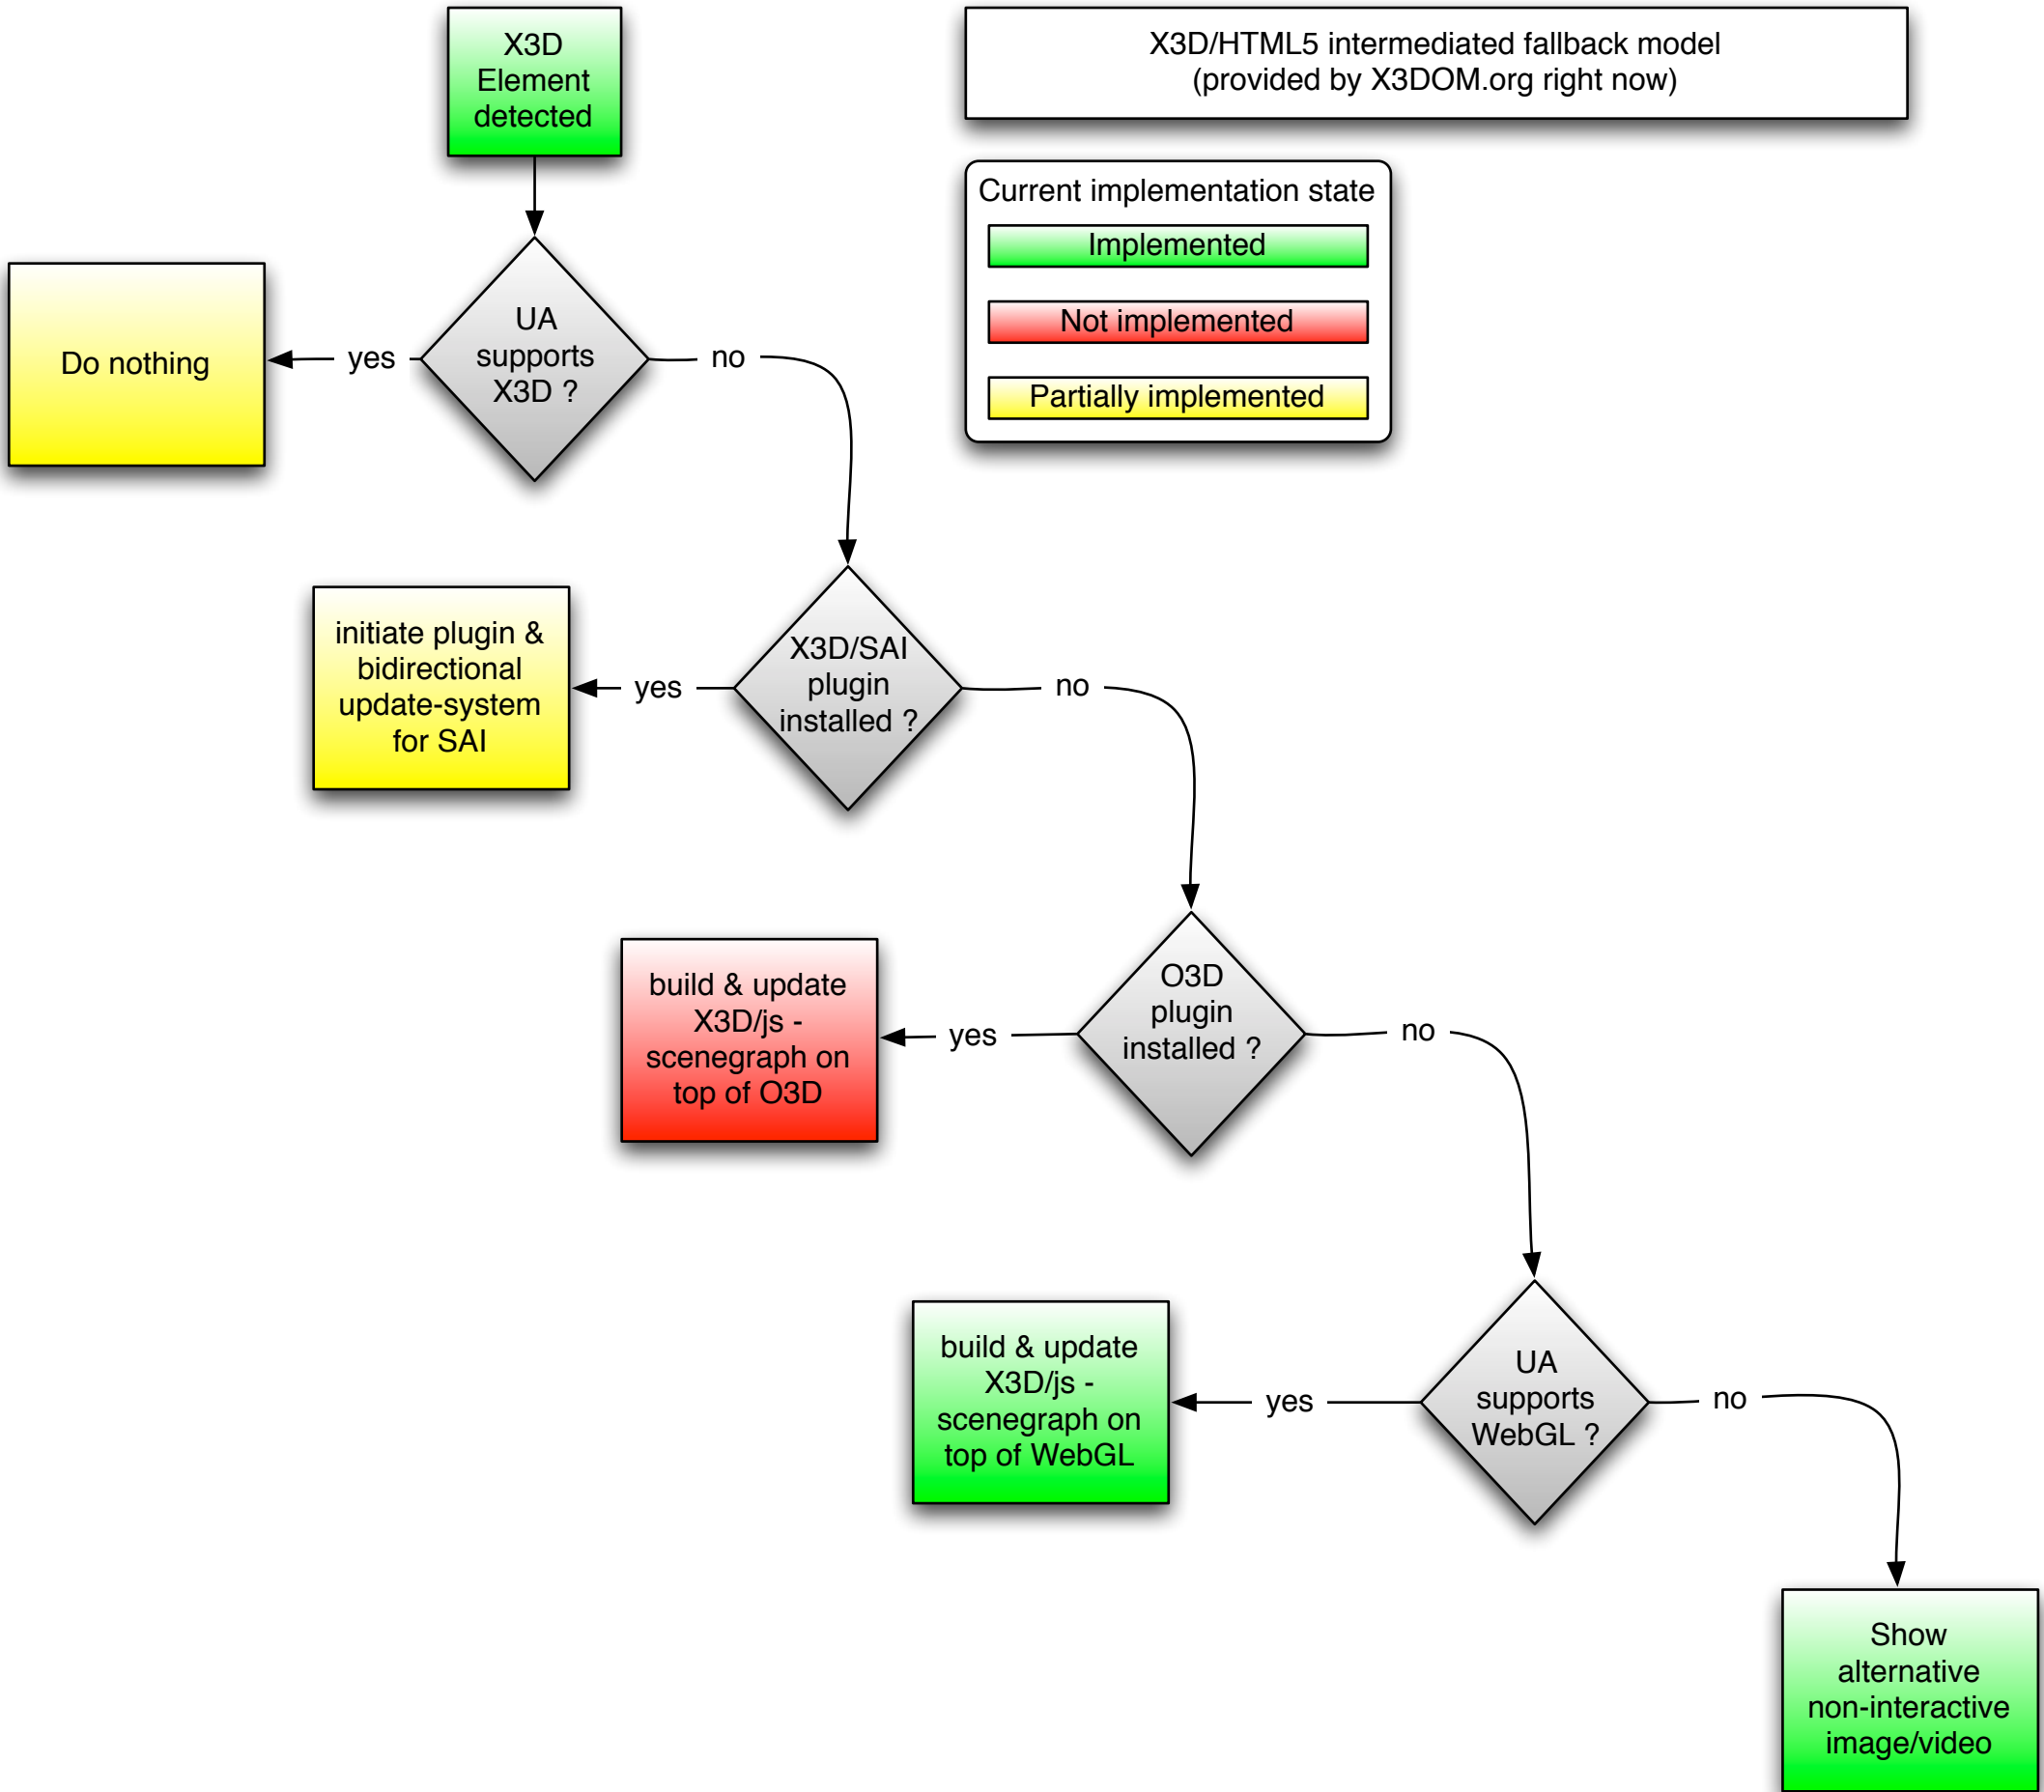 X3D
Element
detected
X3D/HTML5 intermediated fallback model
(provided by X3DOM.org right now)
Current implementation state
Implemented
Not implemented
Partially implemented
UA
supports
X3D ?
yes
no
Do nothing
X3D/SAI
plugin
installed ?
yes
no
initiate plugin &
bidirectional
update-system
for SAI
O3D
plugin
installed ?
yes
no
build & update
X3D/js -
scenegraph on
top of O3D
UA
supports
WebGL ?
yes
no
build & update
X3D/js -
scenegraph on
top of WebGL
Show
alternative
non-interactive
image/video